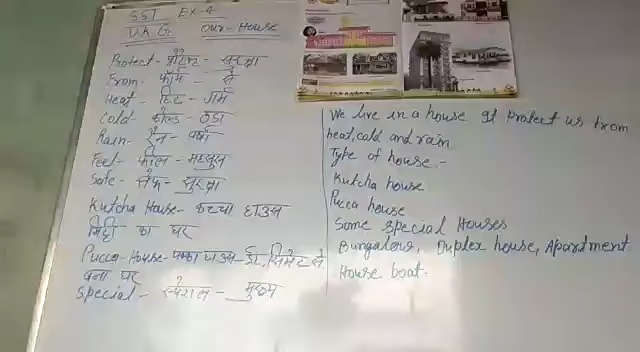 SST EX-4
U.K.G Our-House
Protect - प्रोटेक्ट - सुरक्षा
From - फ्रॉम - से
Heat - हिट - गर्म
Cold - कोल्ड - ठंडा
Rain - रेन - वर्षा
Feel - फील - महसुस
Safe - सेफ - सुरक्षा
Kutcha House - कच्चा हाउस
मिट्टी का घर
Pucca House - पक्का हाउस - ईट, सिमेंट से
बना घर
Special - स्पेशल - मुख्य
We live in a house It protect us from
heat, cold and rain
Type of house :-
Kutcha house
Pucca house
Some special Houses
Bungalows, Duplex house, Apartment
House boat.